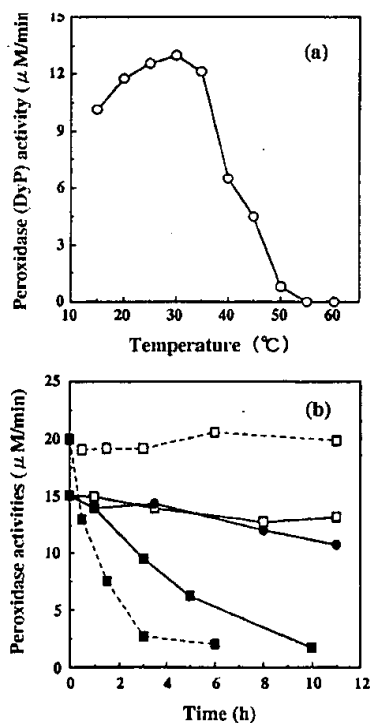 Peroxidase (DyP) activity (μM/min)
15
12
9
6
3
0
(a)
10 20 30 40 50 60
Temperature (℃)
Peroxidase activities (μM/min)
25
20
15
10
5
0
(b)
0 2 4 6 8 10 12
Time (h)